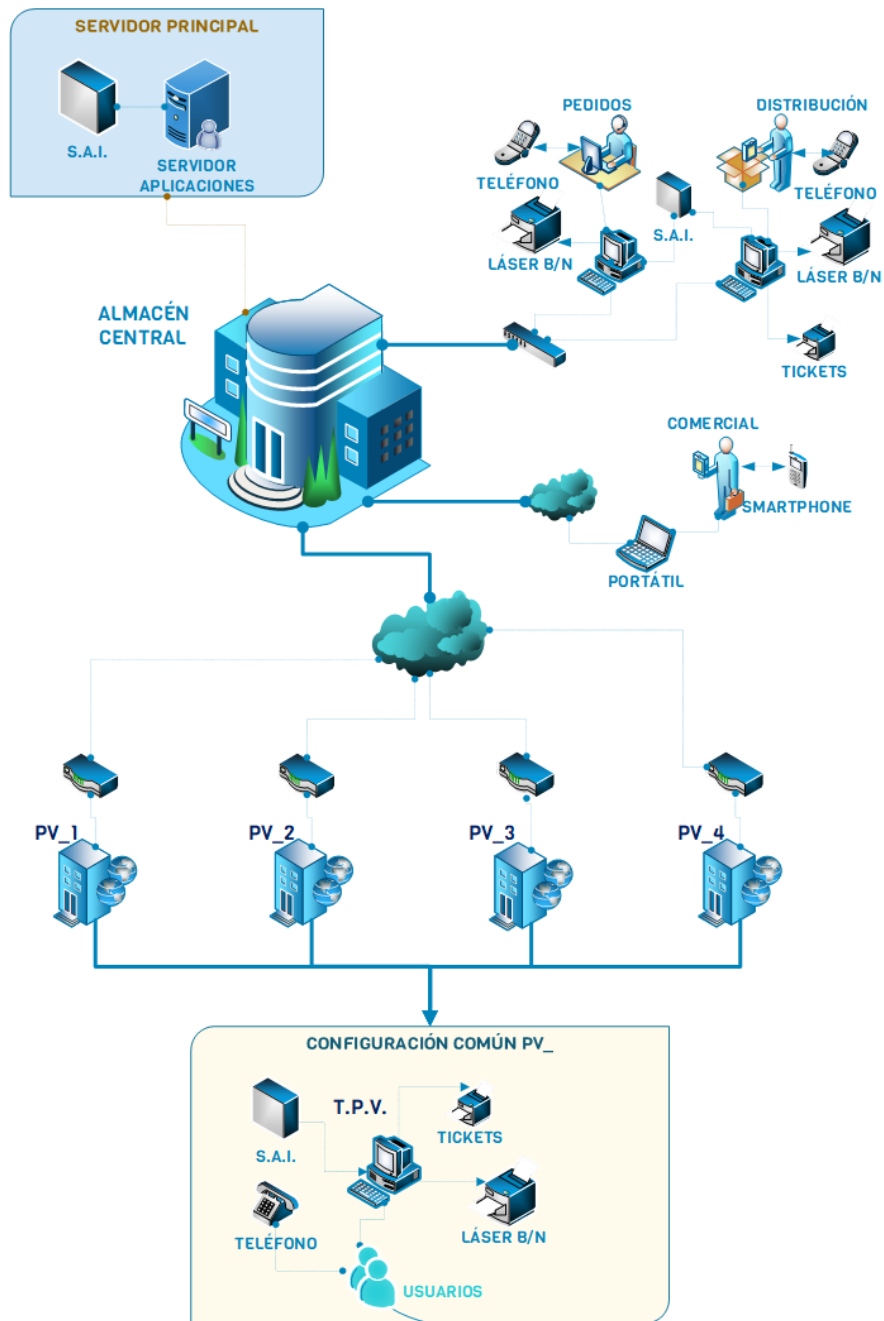 SERVIDOR PRINCIPAL
S.A.I.
SERVIDOR
APLICACIONES
PEDIDOS
TELÉFONO
LÁSER B/N
S.A.I.
DISTRIBUCIÓN
TELÉFONO
LÁSER B/N
TICKETS
ALMACÉN
CENTRAL
COMERCIAL
SMARTPHONE
PORTÁTIL
PV_1
PV_2
PV_3
PV_4
CONFIGURACIÓN COMÚN PV_
S.A.I.
T.P.V.
TICKETS
TELÉFONO
LÁSER B/N
USUARIOS